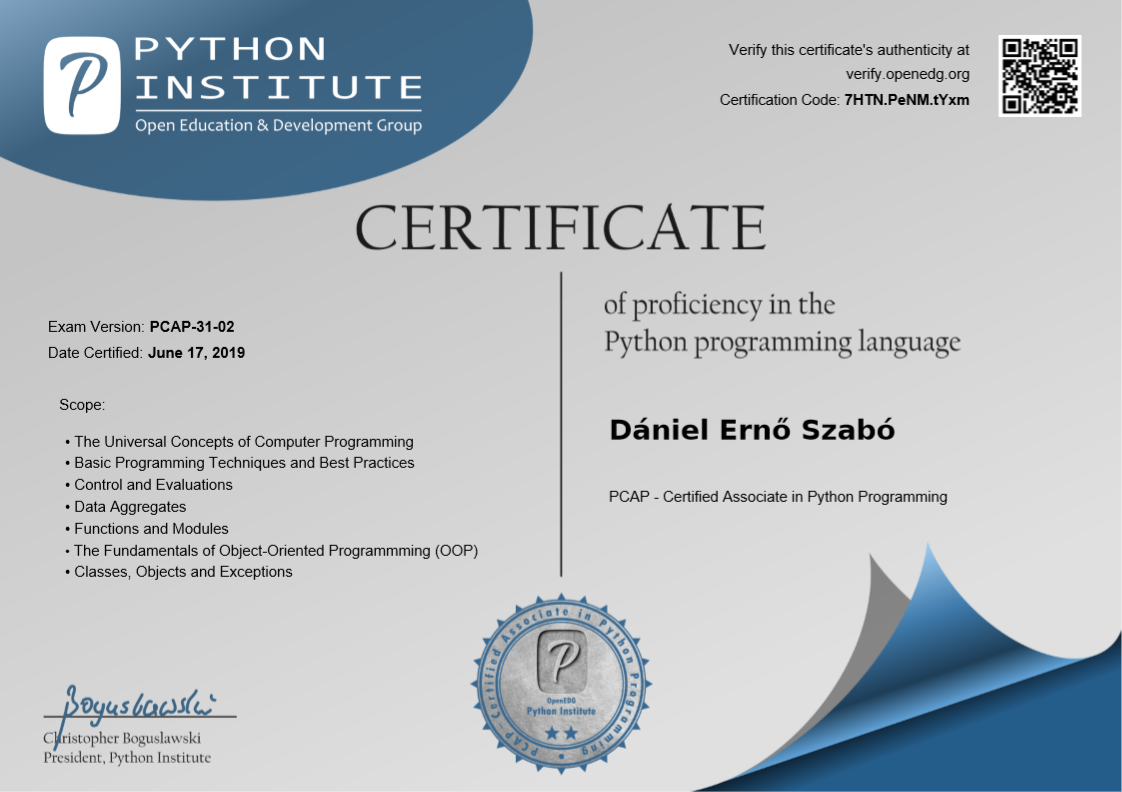 PYTHON
INSTITUTE
Open Education & Development Group
Verify this certificate's authenticity at
verify.openedg.org
Certification Code: 7HTN.PeNM.tYxm
CERTIFICATE
of proficiency in the
Python programming language
Exam Version: PCAP-31-02
Date Certified: June 17, 2019
Scope:
• The Universal Concepts of Computer Programming
• Basic Programming Techniques and Best Practices
• Control and Evaluations
• Data Aggregates
• Functions and Modules
• The Fundamentals of Object-Oriented Programmming (OOP)
• Classes, Objects and Exceptions
Dániel Ernő Szabó
PCAP - Certified Associate in Python Programming
PCAP-Certified Associate in Python Programming
OpenEDG
Python Institute
Boguslawski
Christopher Boguslawski
President, Python Institute